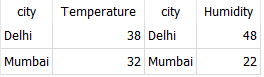 city Temperature city Humidity
Delhi 38 Delhi 48
Mumbai 32 Mumbai 22